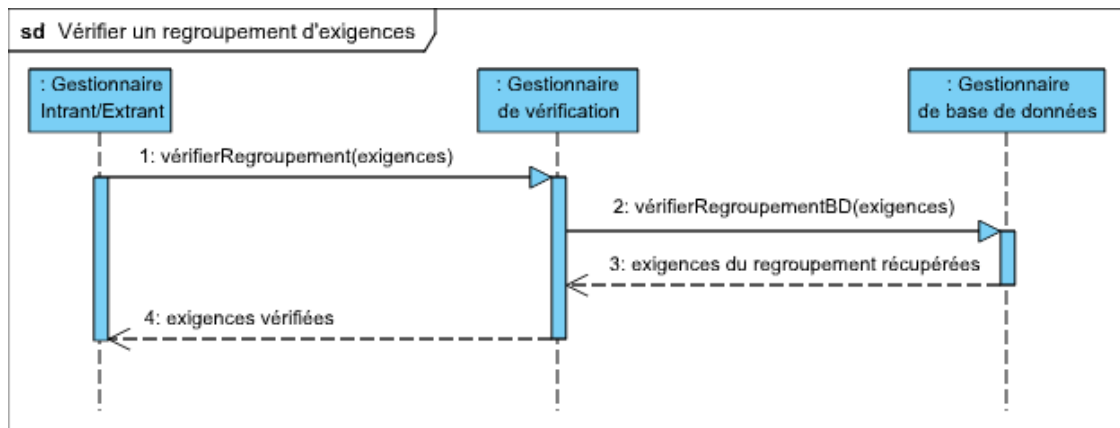 sd Vérifier un regroupement d'exigences
: Gestionnaire
Intrant/Extrant
: Gestionnaire
de vérification
: Gestionnaire
de base de données
1: vérifierRegroupement(exigences)
2: vérifierRegroupementBD(exigences)
3: exigences du regroupement récupérées
4: exigences vérifiées